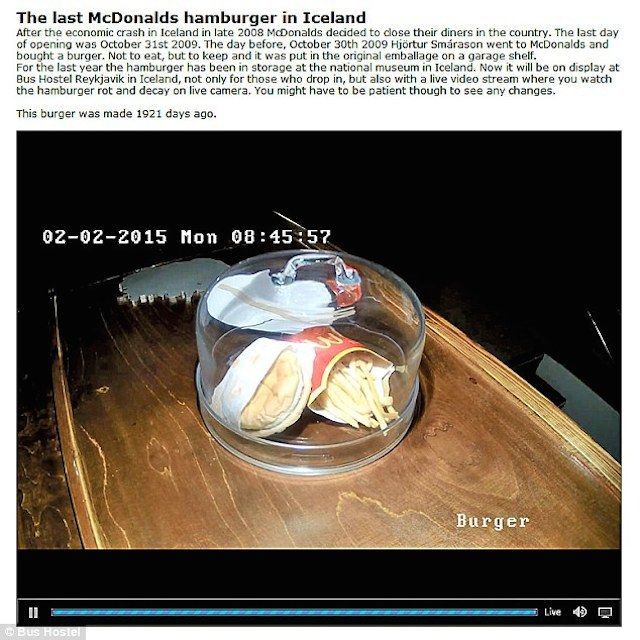 The last McDonalds hamburger in Iceland
After the economic crash in Iceland in late 2008 McDonalds decided to close their diners in the country. The last day
of opening was October 31st 2009. The day before, October 30th 2009 Hjörtur Smárason went to McDonalds and
bought a burger. Not to eat, but to keep and it was put in the original emballage on a garage shelf.
For the last year the hamburger has been in storage at the national museum in Iceland. Now it will be on display at
Bus Hostel Reykjavik in Iceland, not only for those who drop in, but also with a live video stream where you watch
the hamburger rot and decay on live camera. You might have to be patient though to see any changes.
This burger was made 1921 days ago.
02-02-2015 Mon 08:45:57
Burger
Live
© Bus Hostel